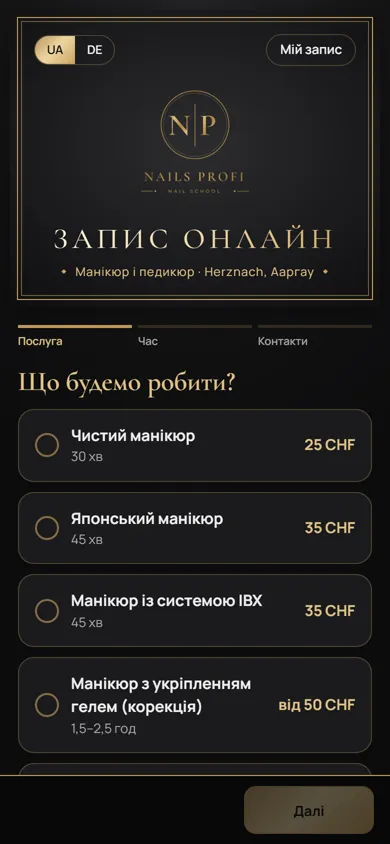 UA DE Мій запис
N P
NAILS PROFI
NAIL SCHOOL
ЗАПИС ОНЛАЙН
Манікюр і педикюр · Herznach, Ааргау
Послуга Час Контакти
Що будемо робити?
Чистий манікюр
30 хв
25 CHF
Японський манікюр
45 хв
35 CHF
Манікюр із системою IBX
45 хв
35 CHF
Манікюр з укріпленням
гелем (корекція)
1,5–2,5 год
від 50 CHF
Далі